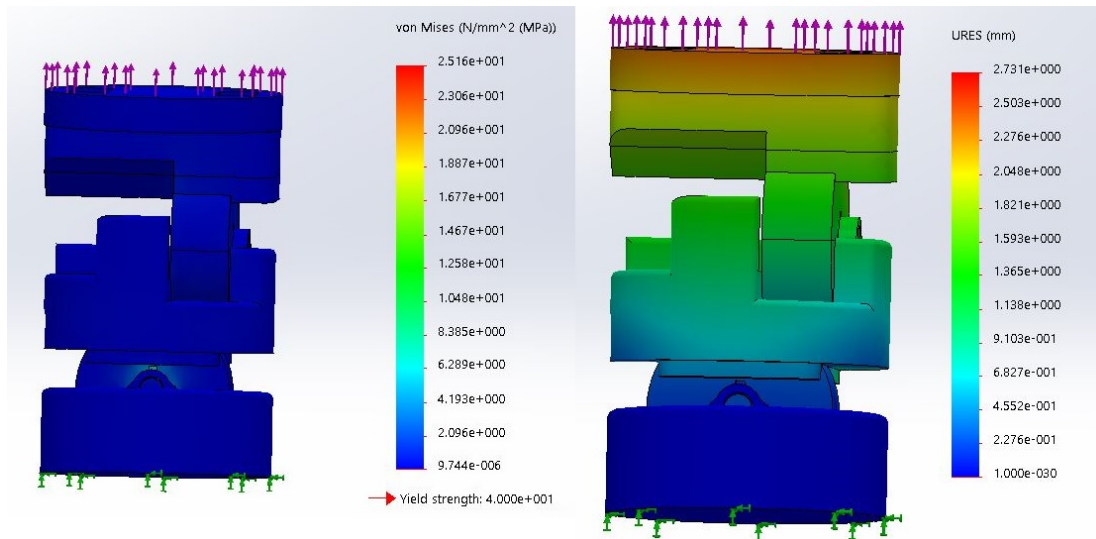 von Mises (N/mm^2 (MPa))
2.516e+001
2.306e+001
2.096e+001
1.887e+001
1.677e+001
1.467e+001
1.258e+001
1.048e+001
8.385e+000
6.289e+000
4.193e+000
2.096e+000
9.744e-006
Yield strength: 4.000e+001
URES (mm)
2.731e+000
2.503e+000
2.276e+000
2.048e+000
1.821e+000
1.593e+000
1.365e+000
1.138e+000
9.103e-001
6.827e-001
4.552e-001
2.276e-001
1.000e-030